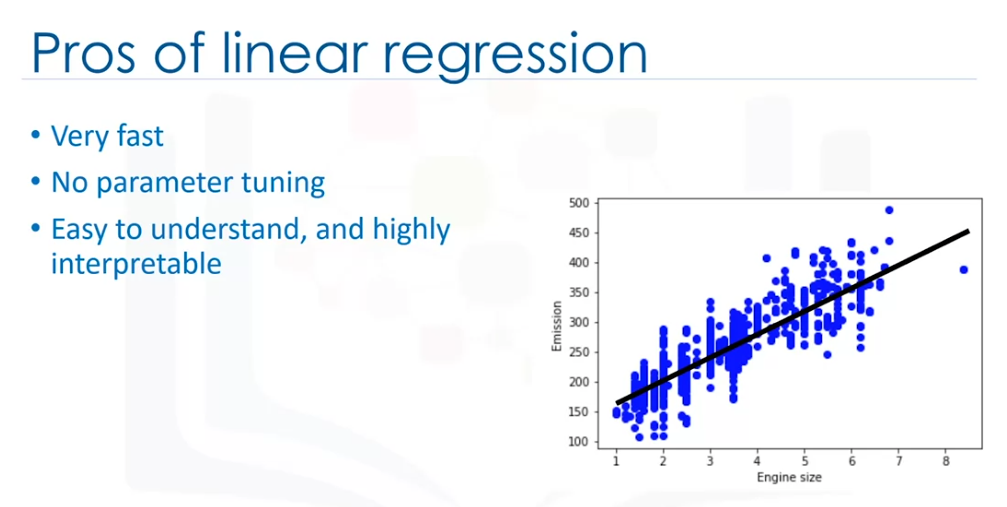 Pros of linear regression
• Very fast
• No parameter tuning
• Easy to understand, and highly
interpretable
500
450
400
350
300
250
200
150
100
Emission
1 2 3 4 5 6 7 8
Engine size